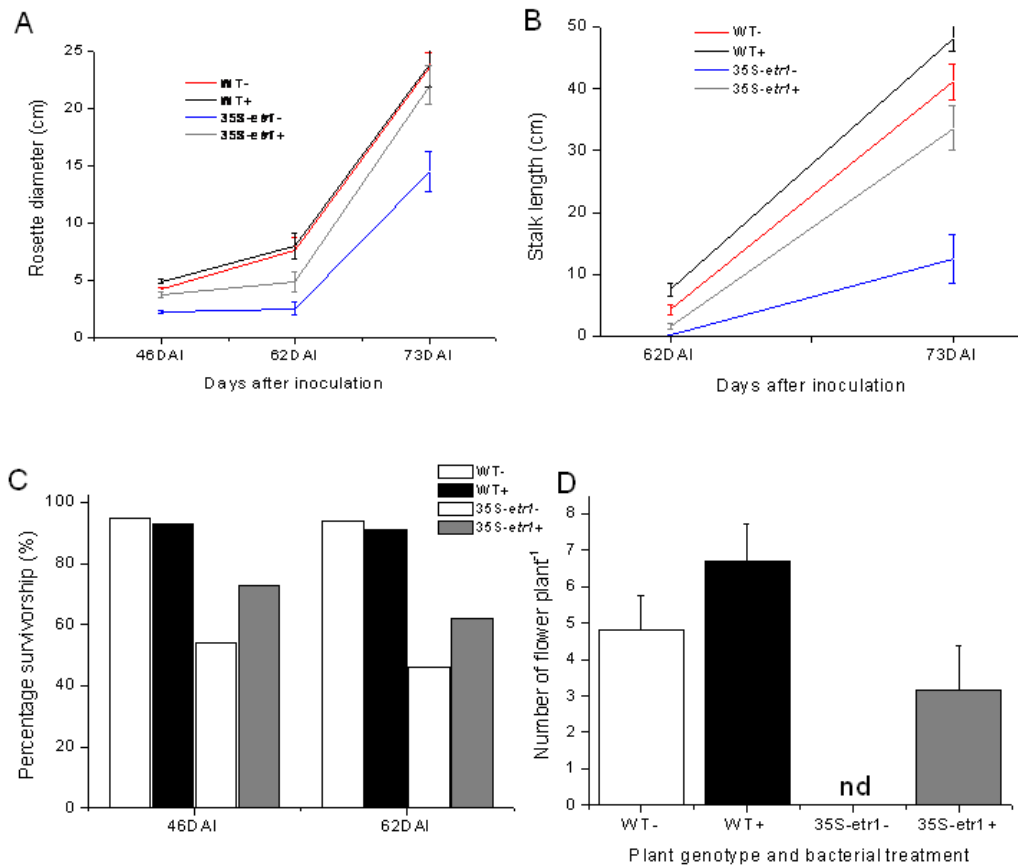 A
25
20
15
10
5
0
Rosette diameter (cm)
WT-
WT+
35S-etr1-
35S-etr1+
46DAI
62DAI
73DAI
Days after inoculation
B
50
40
30
20
10
0
Stalk length (cm)
WT-
WT+
35S-etr1-
35S-etr1+
62DAI
73DAI
Days after inoculation
C
100
80
60
40
20
0
Percentage survivorship (%)
WT-
WT+
35S-etr1-
35S-etr1+
46DAI
62DAI
D
8
7
6
5
4
3
2
1
0
Number of flower plant-1
nd
WT-
WT+
35S-etr1-
35S-etr1+
Plant genotype and bacterial treatment